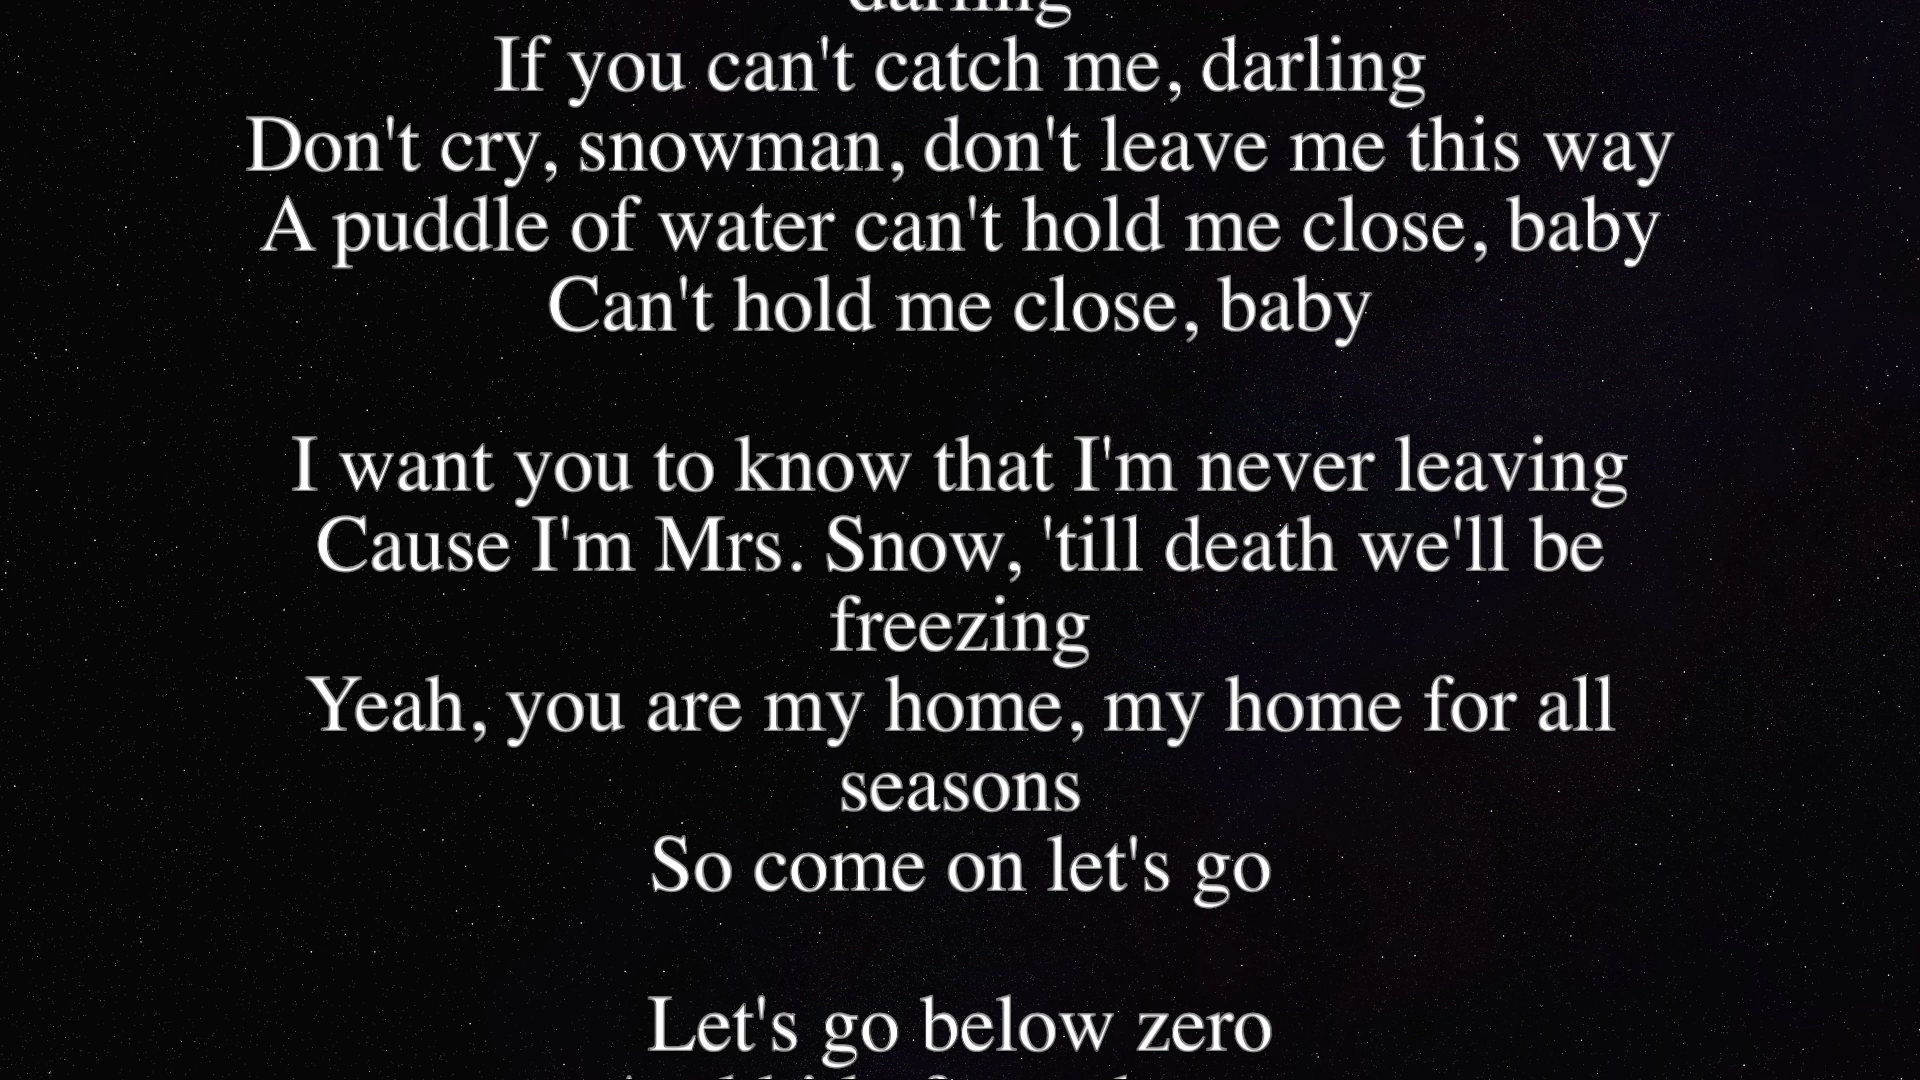 darling
If you can't catch me, darling
Don't cry, snowman, don't leave me this way
A puddle of water can't hold me close, baby
Can't hold me close, baby
I want you to know that I'm never leaving
Cause I'm Mrs. Snow, 'till death we'll be
freezing
Yeah, you are my home, my home for all
seasons
So come on let's go
Let's go below zero